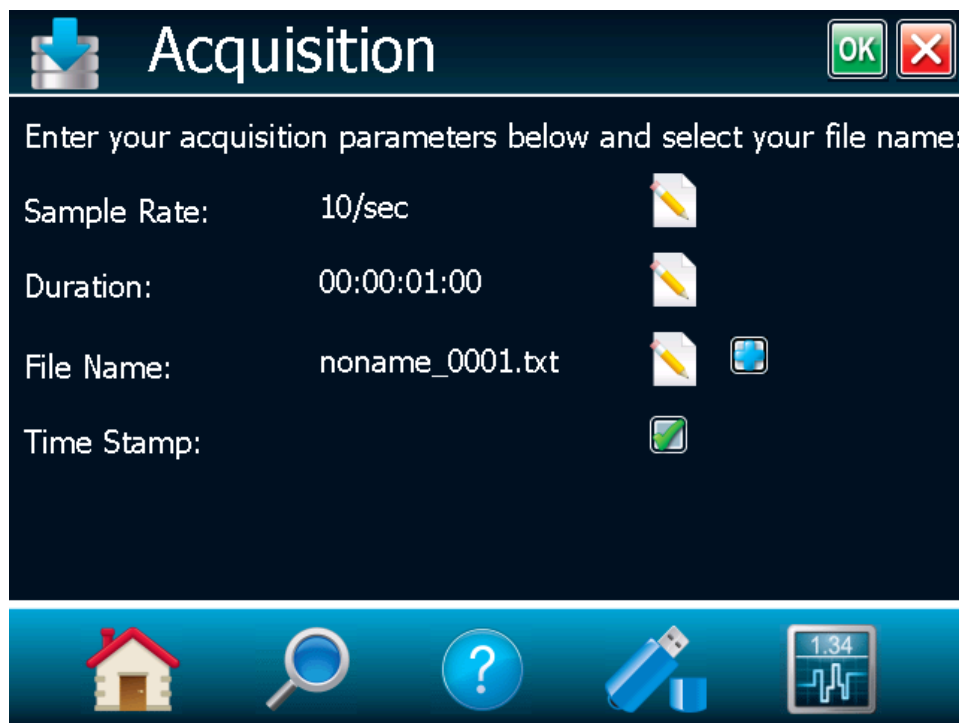 Acquisition
OK
Enter your acquisition parameters below and select your file name:
Sample Rate: 10/sec
Duration: 00:00:01:00
File Name: noname_0001.txt
Time Stamp:
?
1.34